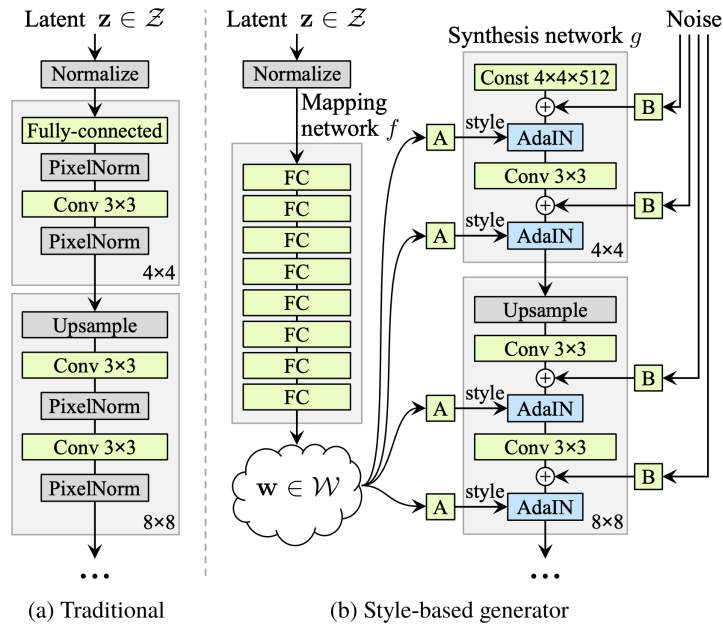 Latent z ∈ 𝒵
Normalize
Fully-connected
PixelNorm
Conv 3×3
PixelNorm
4×4
Upsample
Conv 3×3
PixelNorm
Conv 3×3
PixelNorm
8×8
...
(a) Traditional
Latent z ∈ 𝒵
Normalize
Mapping
network f
FC
FC
FC
FC
FC
FC
FC
FC
w ∈ 𝒲
A
style
A
style
A
style
A
style
Synthesis network g
Noise
Const 4×4×512
+
B
AdaIN
Conv 3×3
+
B
AdaIN
4×4
Upsample
Conv 3×3
+
B
AdaIN
Conv 3×3
+
B
AdaIN
8×8
...
(b) Style-based generator